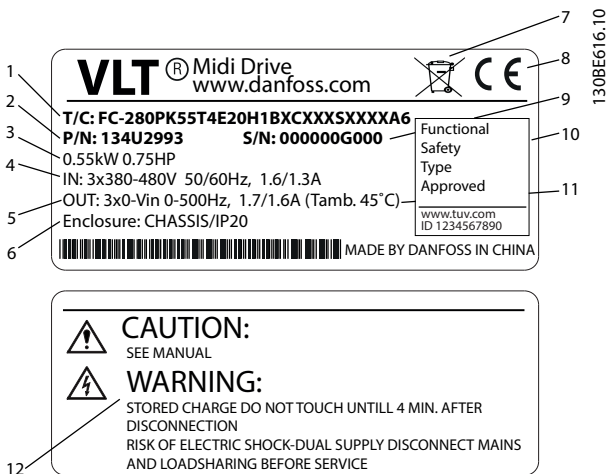 7
130BE616.10
1
VLT ® Midi Drive
www.danfoss.com
CE
8
2
T/C: FC-280PK55T4E20H1BXCXXXSXXXXA6
9
3
P/N: 134U2993 S/N: 000000G000
Functional
Safety
Type
Approved
10
0.55kW 0.75HP
4
IN: 3x380-480V 50/60Hz, 1.6/1.3A
11
5
OUT: 3x0-Vin 0-500Hz, 1.7/1.6A (Tamb. 45˚C)
www.tuv.com
ID 1234567890
6
Enclosure: CHASSIS/IP20
MADE BY DANFOSS IN CHINA
CAUTION:
SEE MANUAL
WARNING:
STORED CHARGE DO NOT TOUCH UNTILL 4 MIN. AFTER
DISCONNECTION
RISK OF ELECTRIC SHOCK-DUAL SUPPLY DISCONNECT MAINS
AND LOADSHARING BEFORE SERVICE
12